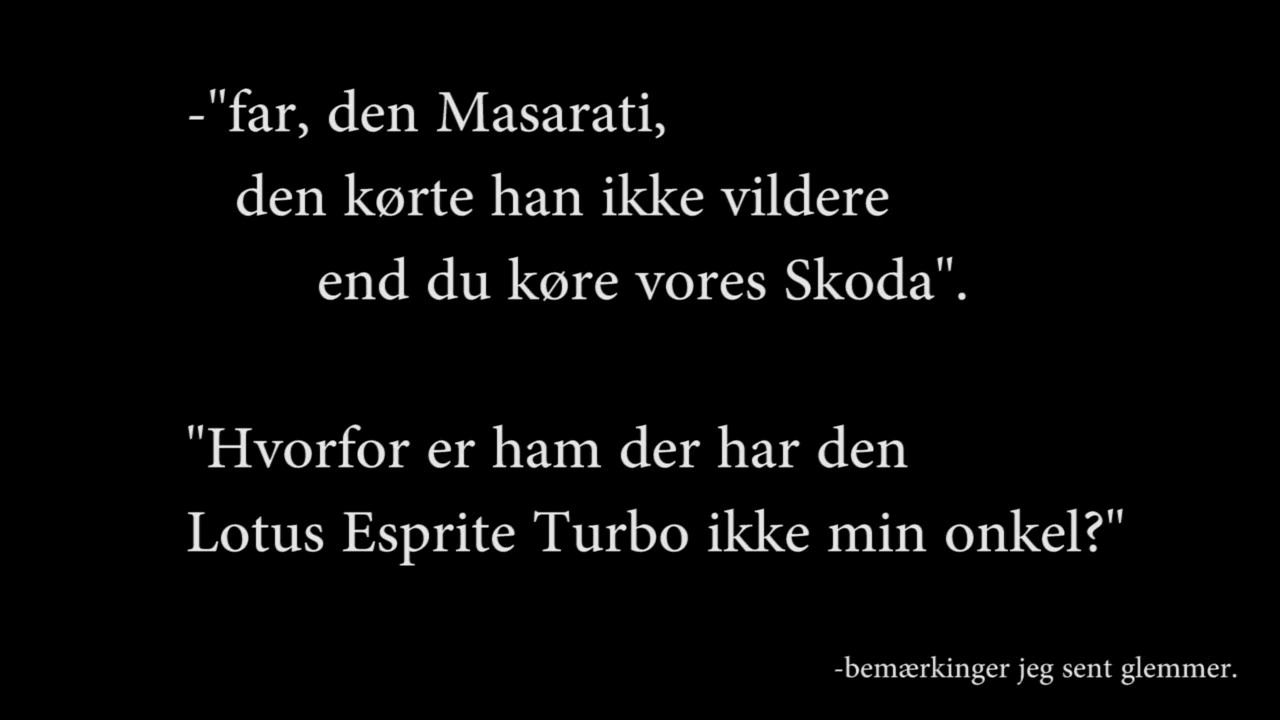 -"far, den Masarati,
den kørte han ikke vildere
end du køre vores Skoda".
"Hvorfor er ham der har den
Lotus Esprite Turbo ikke min onkel?"
-bemærkinger jeg sent glemmer.